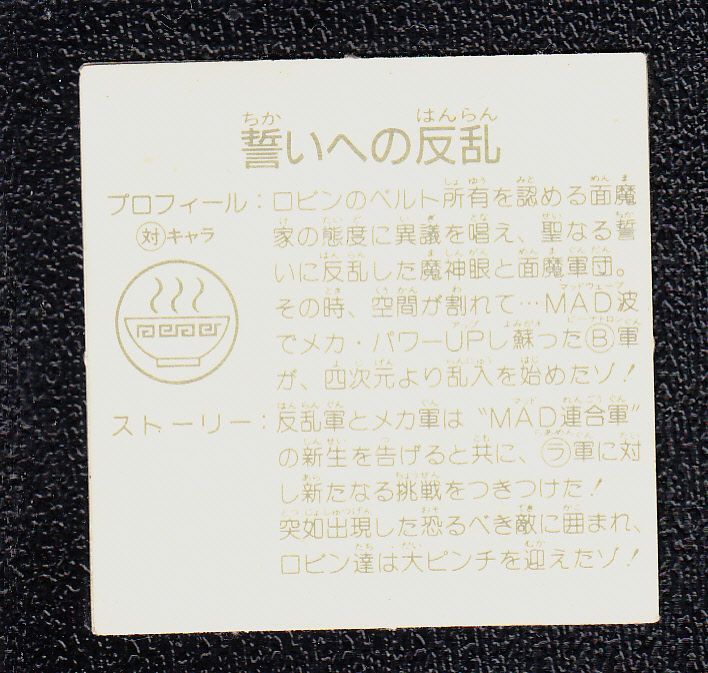 誓いへの反乱
プロフィール：ロビンのベルト所有を認める面魔
対キャラ 家の態度に異議を唱え、聖なる誓
いに反乱した魔神眼と面魔軍団。
その時、空間が割れて…MAD波
でメカ・パワーUPし蘇ったⒷ軍
が、四次元より乱入を始めたゾ！
ストーリー：反乱軍とメカ軍は“MAD連合軍”
の新生を告げると共に、ラ軍に対
し新たなる挑戦をつきつけた！
突如出現した恐るべき敵に囲まれ、
ロビン達は大ピンチを迎えたゾ！